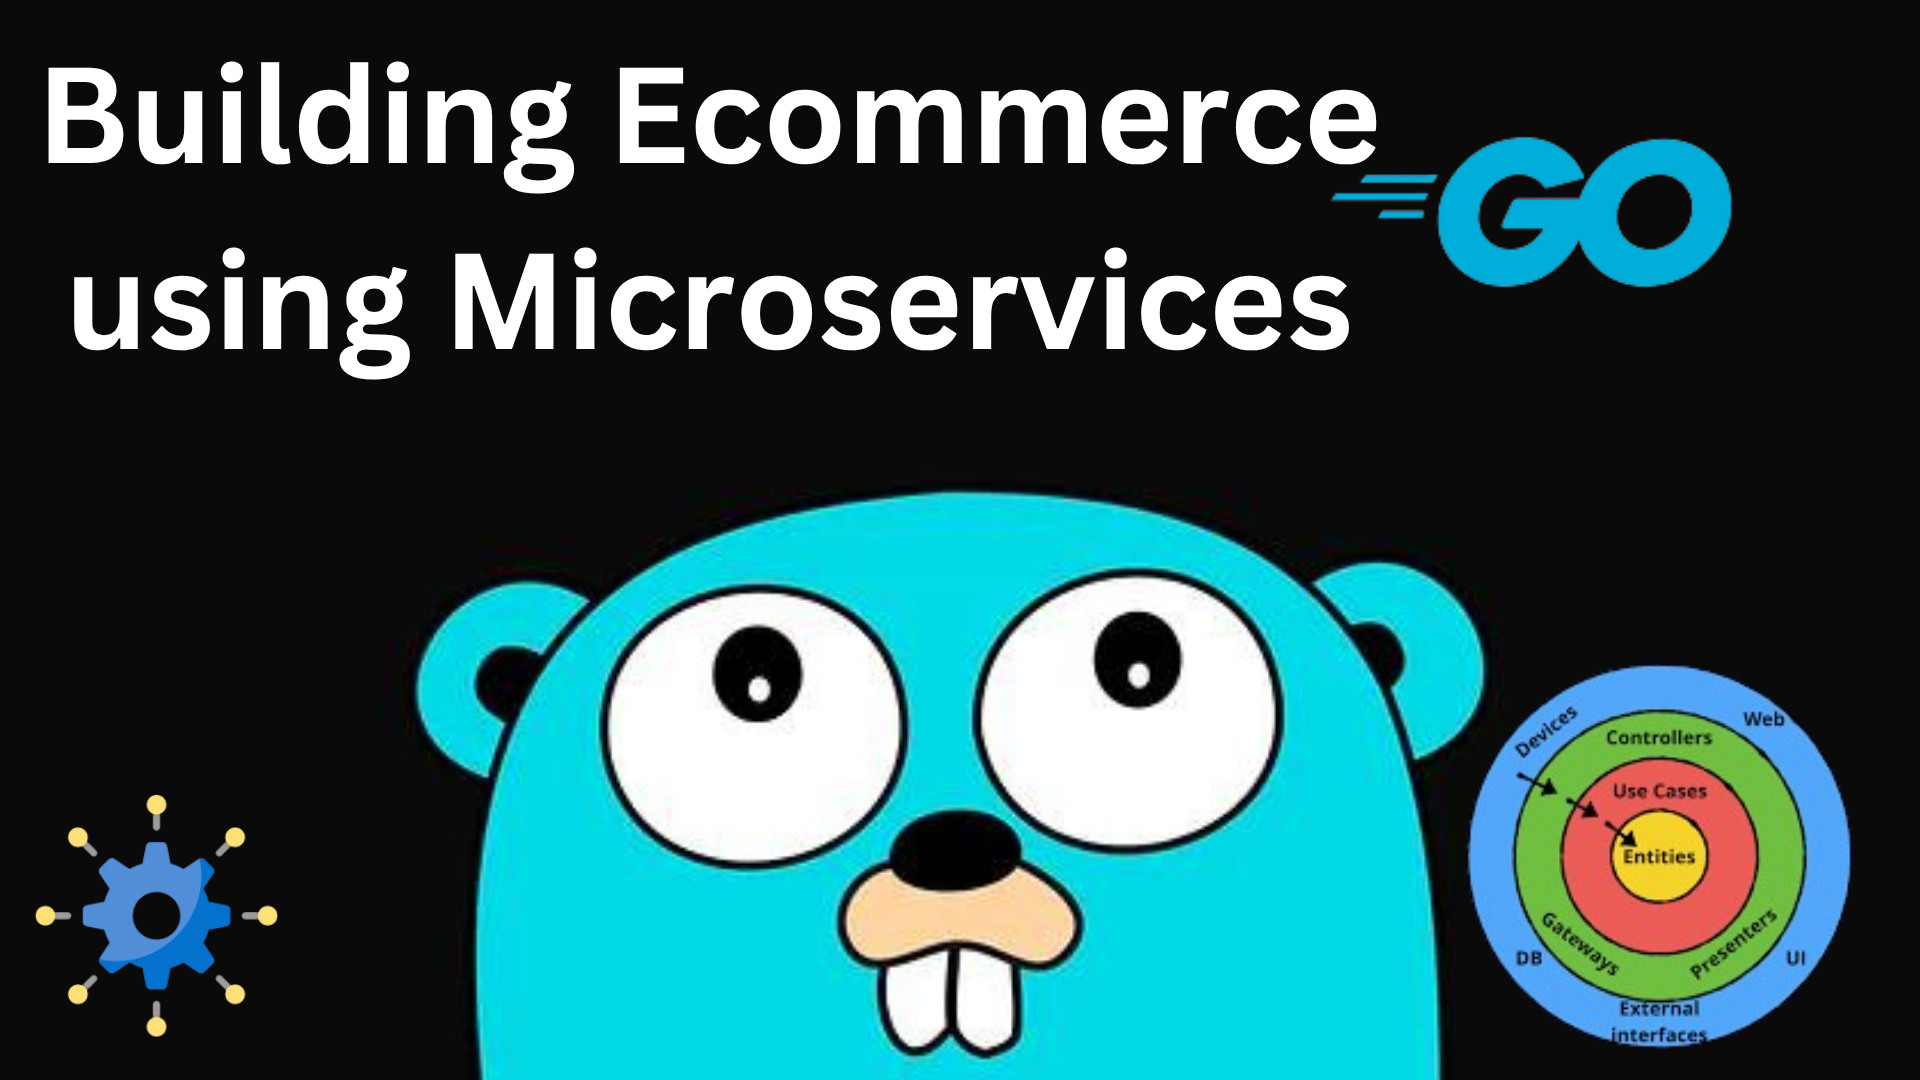 Building Ecommerce
using Microservices
GO
Devices
Web
Controllers
Use Cases
Entities
Gateways
Presenters
DB
UI
External
interfaces